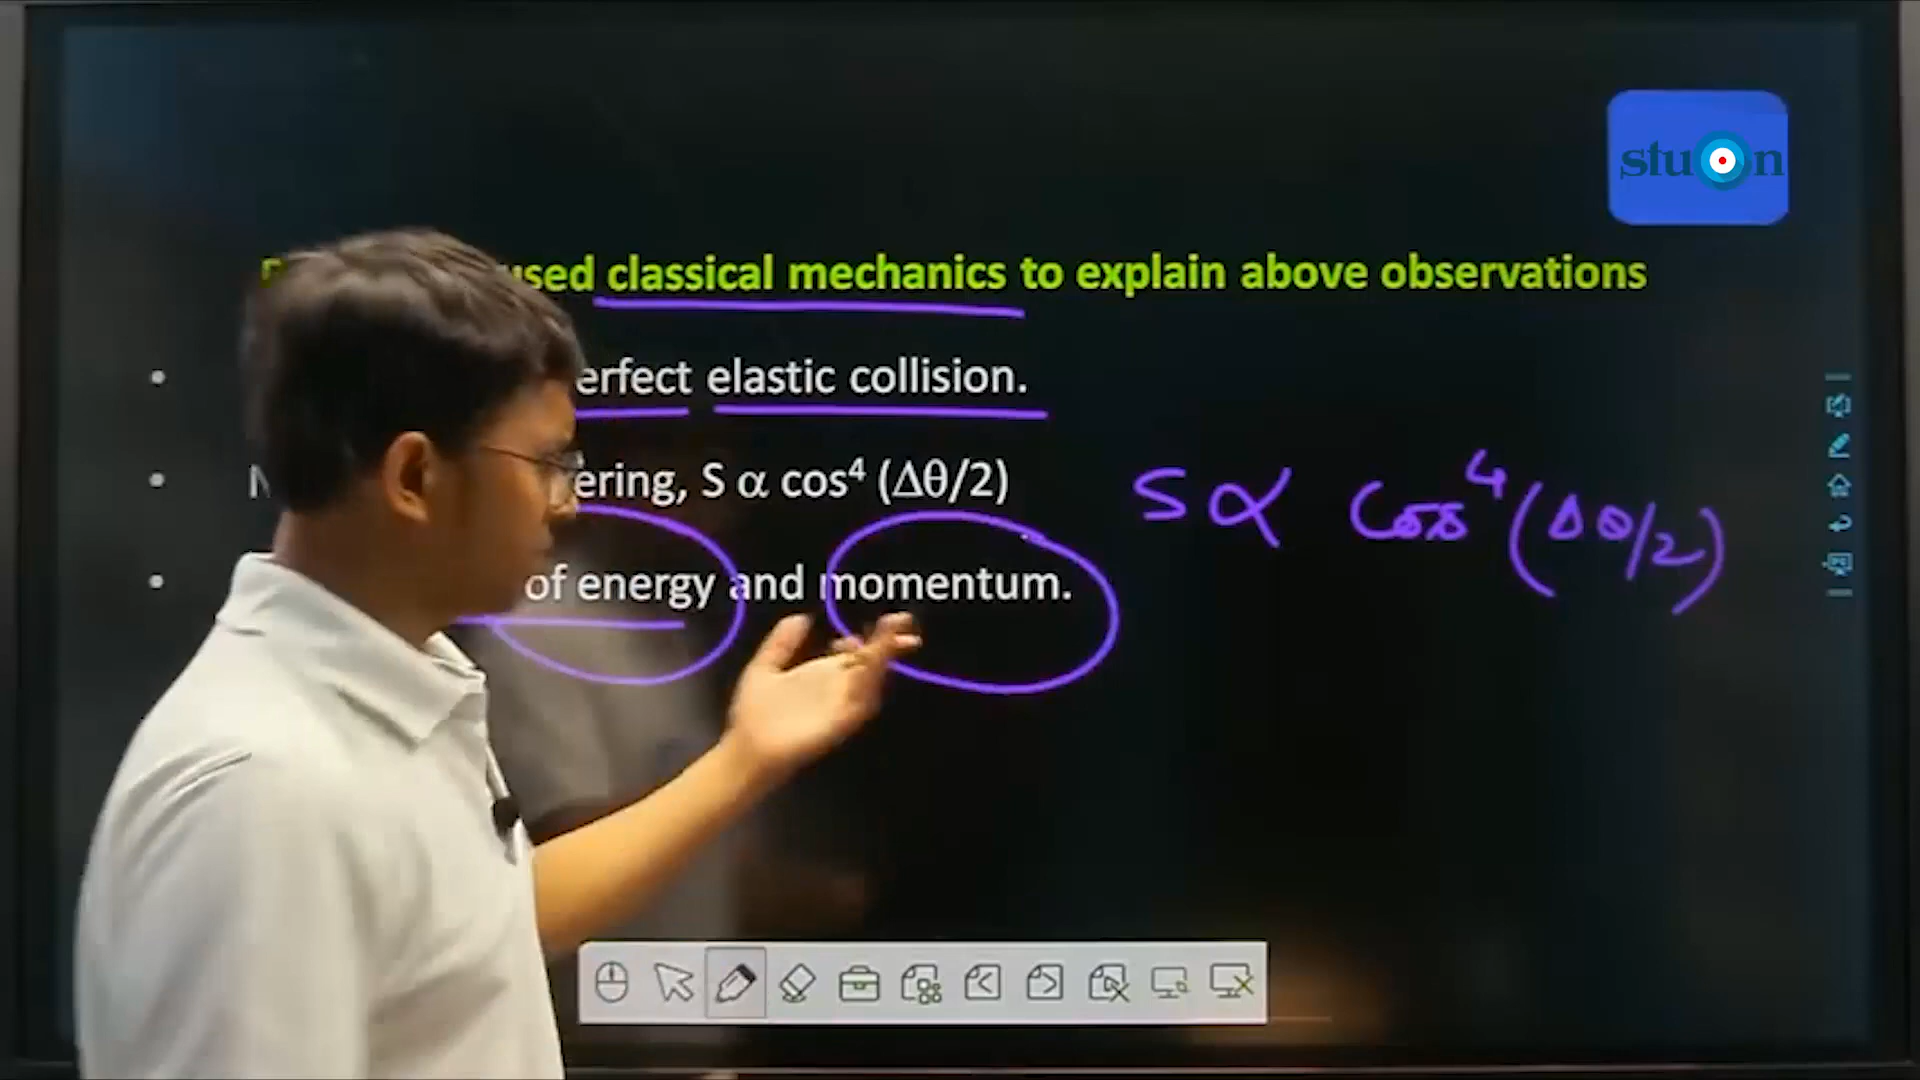 stuOn
used classical mechanics to explain above observations
erfect elastic collision.
ering, S α cos⁴ (Δθ/2)
S α cos⁴ (Δθ/2)
of energy and momentum.